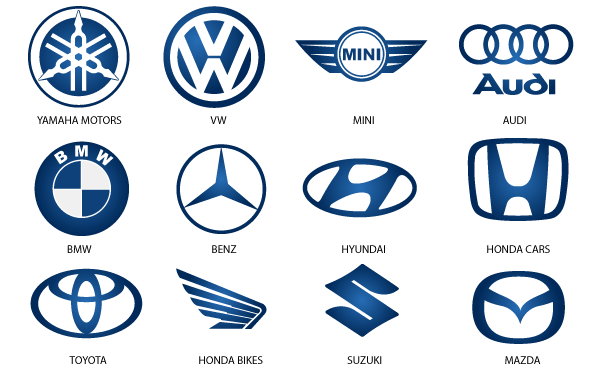 MINI
Audi
YAMAHA MOTORS
VW
MINI
AUDI
BMW
BMW
BENZ
HYUNDAI
HONDA CARS
TOYOTA
HONDA BIKES
SUZUKI
MAZDA